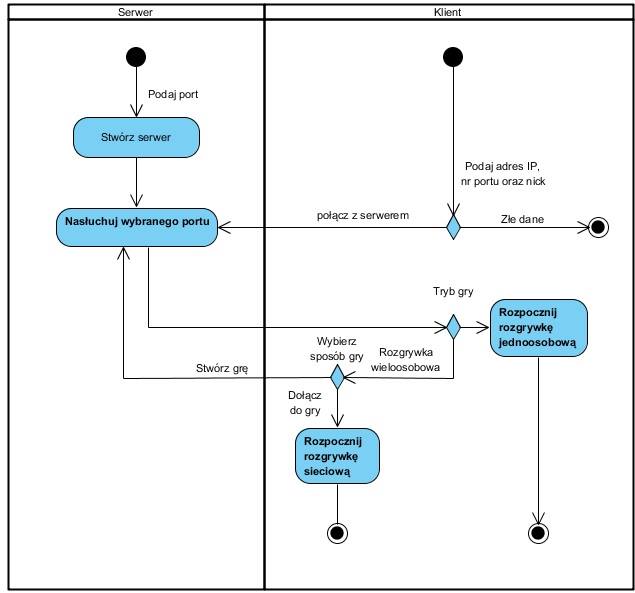 Serwer
Klient
Podaj port
Stwórz serwer
Podaj adres IP,
nr portu oraz nick
Nasłuchuj wybranego portu
połącz z serwerem
Złe dane
Tryb gry
Rozpocznij
rozgrywkę
jednoosobową
Wybierz
sposób gry
Rozgrywka
wieloosobowa
Stwórz grę
Dołącz
do gry
Rozpocznij
rozgrywkę
sieciową